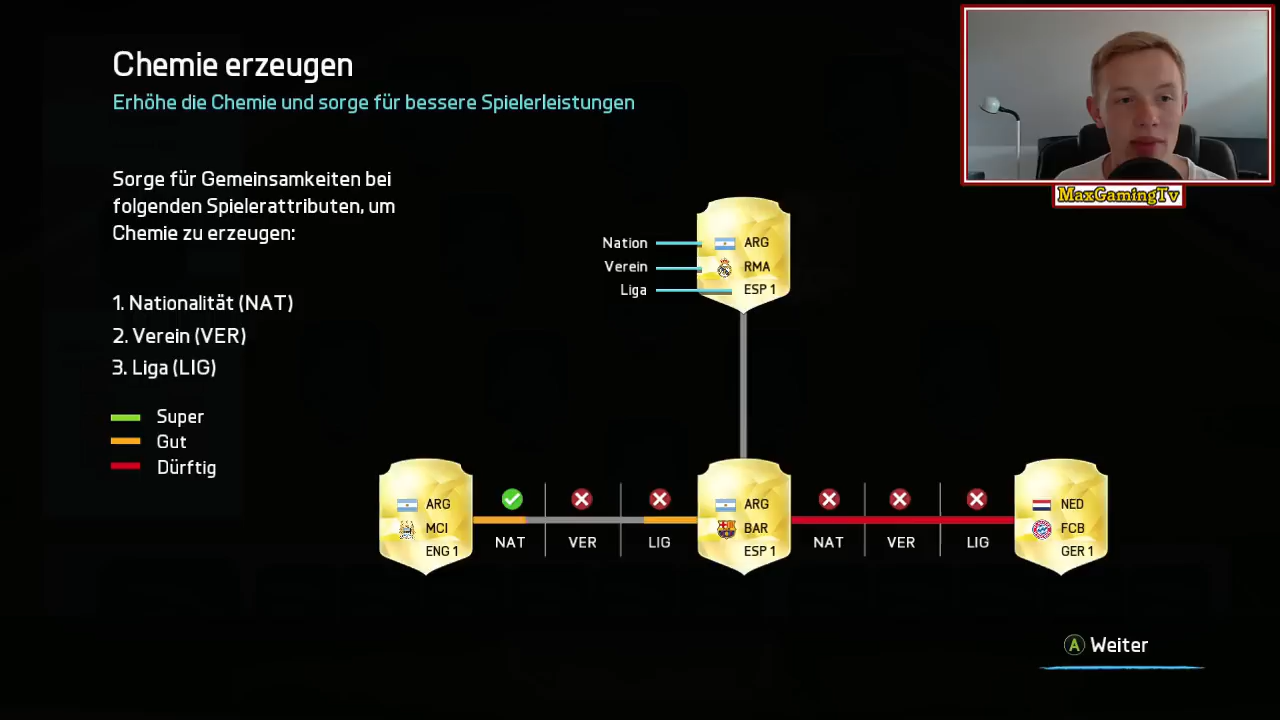 Chemie erzeugen
Erhöhe die Chemie und sorge für bessere Spielerleistungen
MaxGamingTv
Sorge für Gemeinsamkeiten bei
folgenden Spielerattributen, um
Chemie zu erzeugen:
1. Nationalität (NAT)
2. Verein (VER)
3. Liga (LIG)
Super
Gut
Dürftig
Nation ARG
Verein RMA
Liga ESP 1
ARG
MCI
ENG 1
NAT VER LIG
ARG
BAR
ESP 1
NAT VER LIG
NED
FCB
GER 1
A Weiter